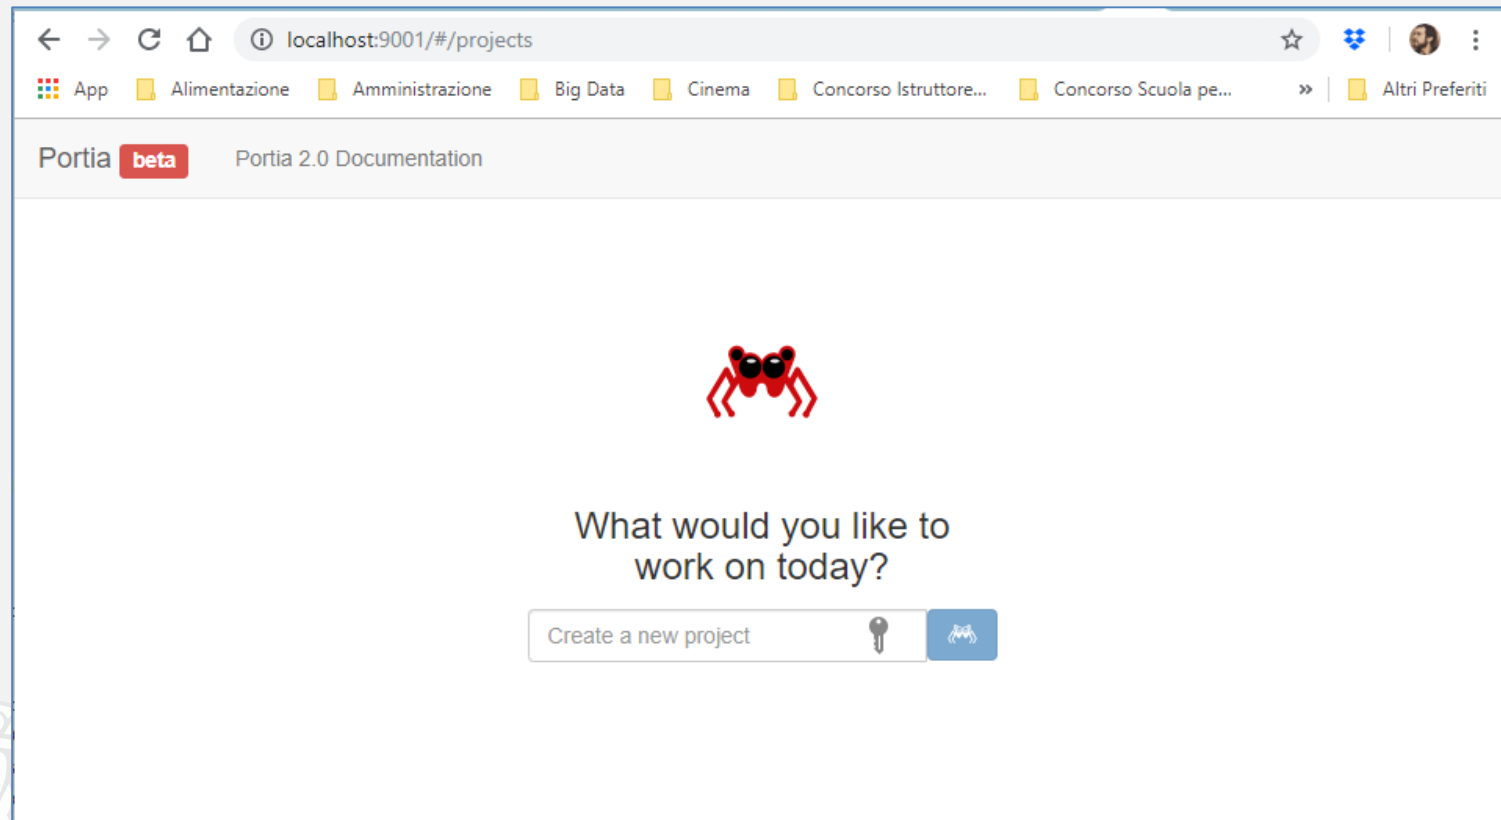 localhost:9001/#/projects
App Alimentazione Amministrazione Big Data Cinema Concorso Istruttore... Concorso Scuola pe... » Altri Preferiti
Portia beta Portia 2.0 Documentation
What would you like to
work on today?
Create a new project